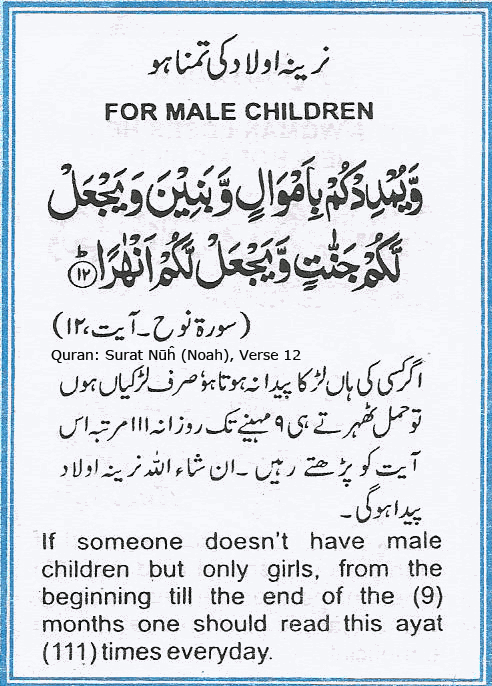 نرینہ اولاد کی تمنا ہو
FOR MALE CHILDREN
وَّيُمْدِدْكُمْ بِاَمْوَالٍ وَّبَنِيْنَ وَيَجْعَلْ
لَّكُمْ جَنّٰتٍ وَّيَجْعَلْ لَّكُمْ اَنْهٰرًاؕ ۝۱۲
(سورۃ نوح۔ آیت، ۱۲)
Quran: Surat Nūĥ (Noah), Verse 12
اگر کسی کی ہاں لڑکا پیدا نہ ہوتا ہو صرف لڑکیاں ہوں
تو حمل ٹھہرتے ہی ۹ مہینے تک روزانہ ۱۱۱ مرتبہ اس
آیت کو پڑھتے رہیں ۔ ان شاء اللہ نرینہ اولاد
پیدا ہوگی ۔
If someone doesn't have male
children but only girls, from the
beginning till the end of the (9)
months one should read this ayat
(111) times everyday.